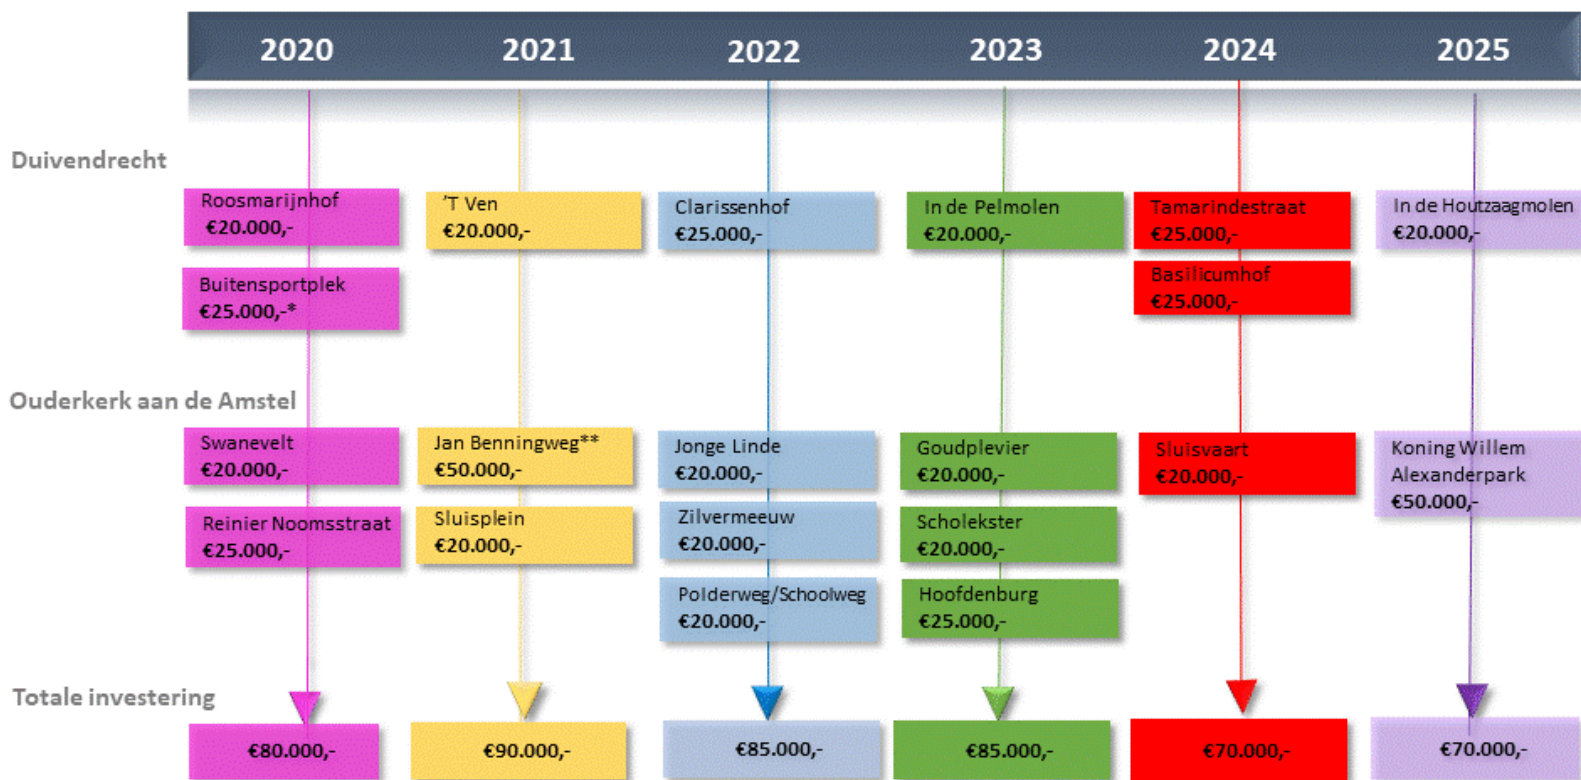 2020
2021
2022
2023
2024
2025
Duivendrecht
Roosmarijnhof
€20.000,-
Buitensportplek
€25.000,-*
'T Ven
€20.000,-
Clarissenhof
€25.000,-
In de Pelmolen
€20.000,-
Tamarindestraat
€25.000,-
Basilicumhof
€25.000,-
In de Houtzaagmolen
€20.000,-
Ouderkerk aan de Amstel
Swanevelt
€20.000,-
Reinier Noomsstraat
€25.000,-
Jan Benningweg**
€50.000,-
Sluisplein
€20.000,-
Jonge Linde
€20.000,-
Zilvermeeuw
€20.000,-
Polderweg/Schoolweg
€20.000,-
Goudplevier
€20.000,-
Scholekster
€20.000,-
Hoofdenburg
€25.000,-
Sluisvaart
€20.000,-
Koning Willem
Alexanderpark
€50.000,-
Totale investering
€80.000,-
€90.000,-
€85.000,-
€85.000,-
€70.000,-
€70.000,-